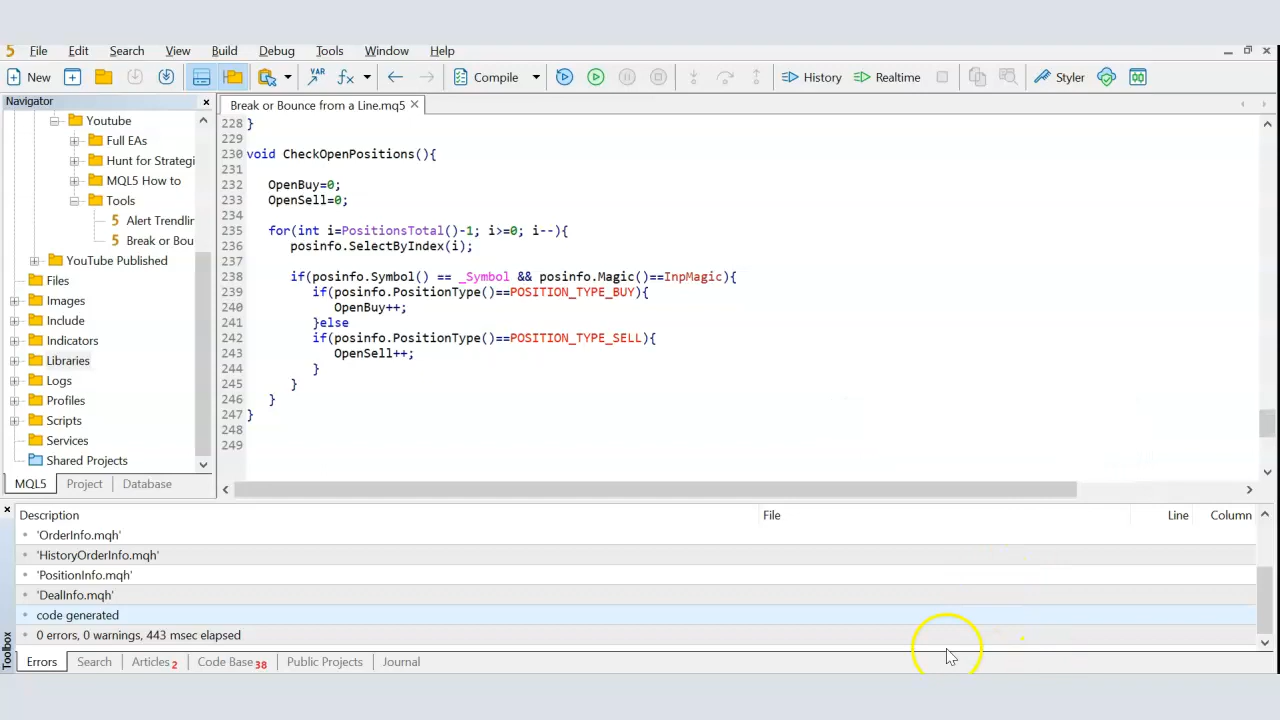 5 File Edit Search View Build Debug Tools Window Help
New VAR fx Compile History Realtime Styler
Navigator
Youtube
Full EAs
Hunt for Strategi
MQL5 How to
Tools
5 Alert Trendlir
5 Break or Bou
YouTube Published
Files
Images
Include
Indicators
Libraries
Logs
Profiles
Scripts
Services
Shared Projects
MQL5 Project Database
Break or Bounce from a Line.mq5
228 }
229
230 void CheckOpenPositions(){
231
232 OpenBuy=0;
233 OpenSell=0;
234
235 for(int i=PositionsTotal()-1; i>=0; i--){
236 posinfo.SelectByIndex(i);
237
238 if(posinfo.Symbol() == _Symbol && posinfo.Magic()==InpMagic){
239 if(posinfo.PositionType()==POSITION_TYPE_BUY){
240 OpenBuy++;
241 }else
242 if(posinfo.PositionType()==POSITION_TYPE_SELL){
243 OpenSell++;
244 }
245 }
246 }
247 }
248
249
Description File Line Column
'OrderInfo.mqh'
'HistoryOrderInfo.mqh'
'PositionInfo.mqh'
'DealInfo.mqh'
code generated
0 errors, 0 warnings, 443 msec elapsed
Toolbox
Errors Search Articles 2 Code Base 38 Public Projects Journal